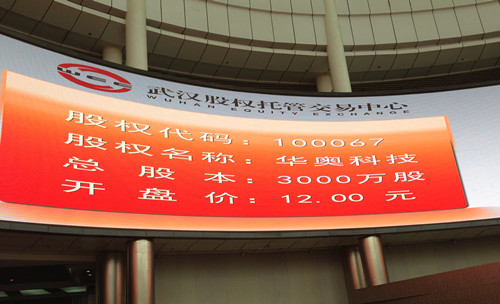 WCE
武汉股权托管交易中心
WUHAN EQUITY EXCHANGE
股权代码：100067
股权名称：华奥科技
总股本：3000万股
开盘价：12.00 元